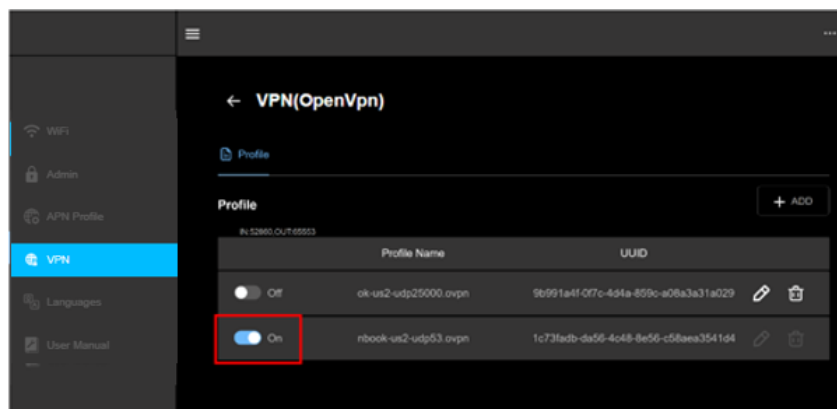 VPN(OpenVpn)
WiFi
Profile
Admin
APN Profile
Profile
+ ADD
IN:52860,OUT:65553
VPN
Profile Name UUID
Off ok-us2-udp25000.ovpn 9b991a4f-0f7c-4d4a-859c-a08a3a31a029
Languages
On nbook-us2-udp53.ovpn 1c73fadb-da56-4c48-8e56-c58aea3541d4
User Manual